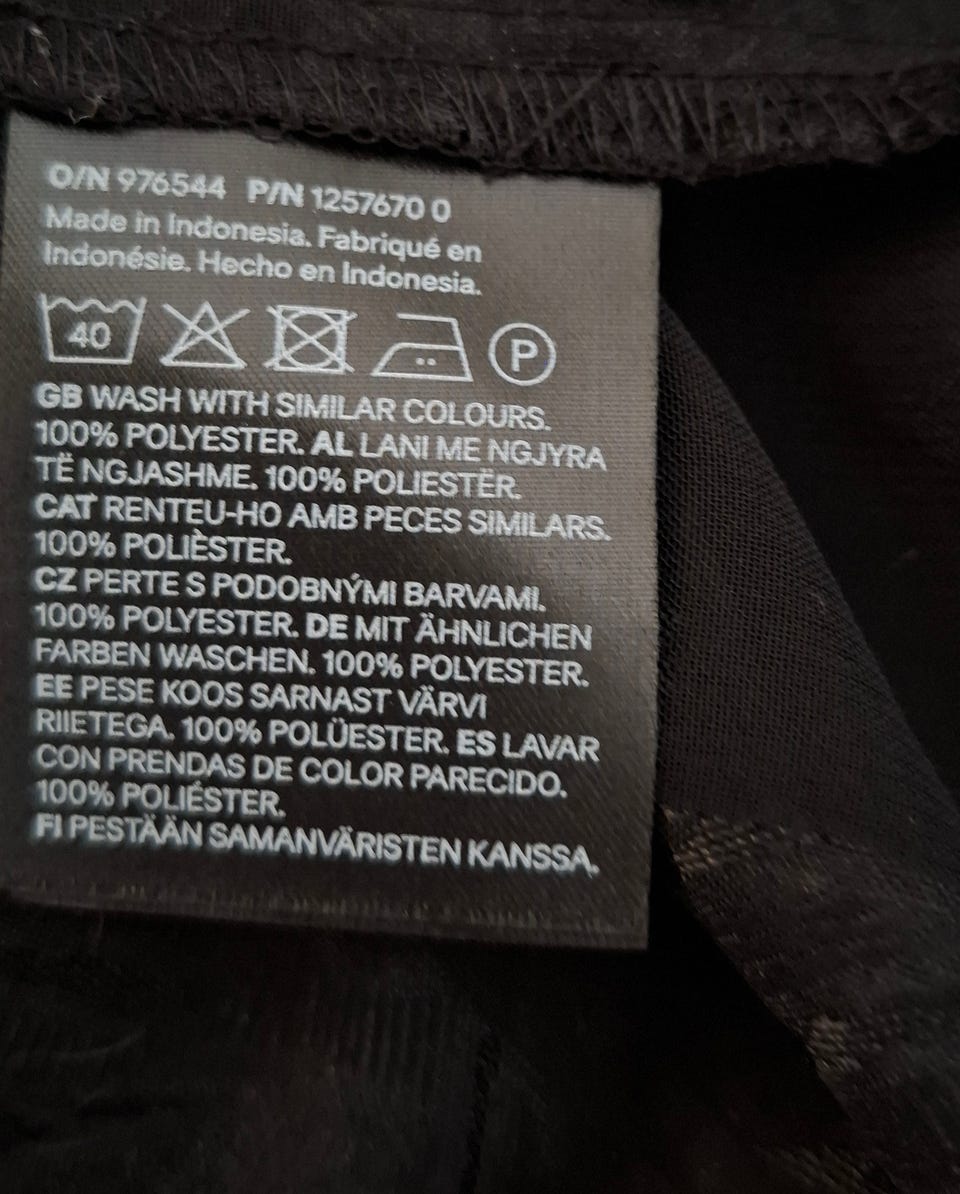 O/N 976544 P/N 1257670 0
Made in Indonesia. Fabriqué en
Indonésie. Hecho en Indonesia.
40 P
GB WASH WITH SIMILAR COLOURS.
100% POLYESTER. AL LANI ME NGJYRA
TË NGJASHME. 100% POLIESTËR.
CAT RENTEU-HO AMB PECES SIMILARS.
100% POLIÈSTER.
CZ PERTE S PODOBNÝMI BARVAMI.
100% POLYESTER. DE MIT ÄHNLICHEN
FARBEN WASCHEN. 100% POLYESTER.
EE PESE KOOS SARNAST VÄRVI
RIIETEGA. 100% POLÜESTER. ES LAVAR
CON PRENDAS DE COLOR PARECIDO.
100% POLIÉSTER.
FI PESTÄÄN SAMANVÄRISTEN KANSSA.